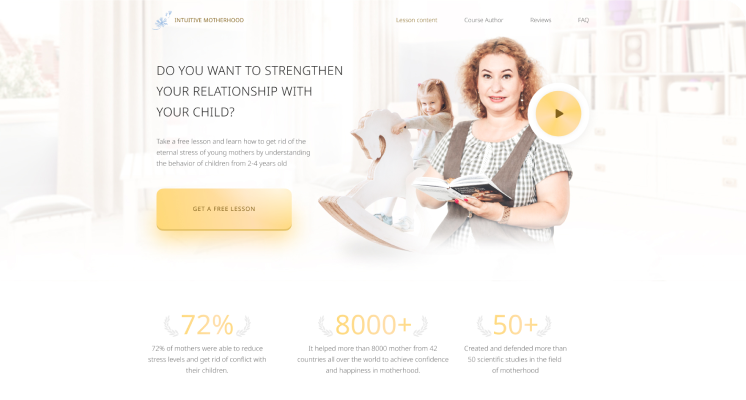 INTUITIVE MOTHERHOOD
Lesson content
Course Author
Reviews
FAQ
DO YOU WANT TO STRENGTHEN
YOUR RELATIONSHIP WITH
YOUR CHILD?
Take a free lesson and learn how to get rid of the
eternal stress of young mothers by understanding
the behavior of children from 2-4 years old
GET A FREE LESSON
72%
72% of mothers were able to reduce
stress levels and get rid of conflict with
their children.
8000+
It helped more than 8000 mother from 42
countries all over the world to achieve confidence
and happiness in motherhood.
50+
Created and defended more than
50 scientific studies in the field
of motherhood